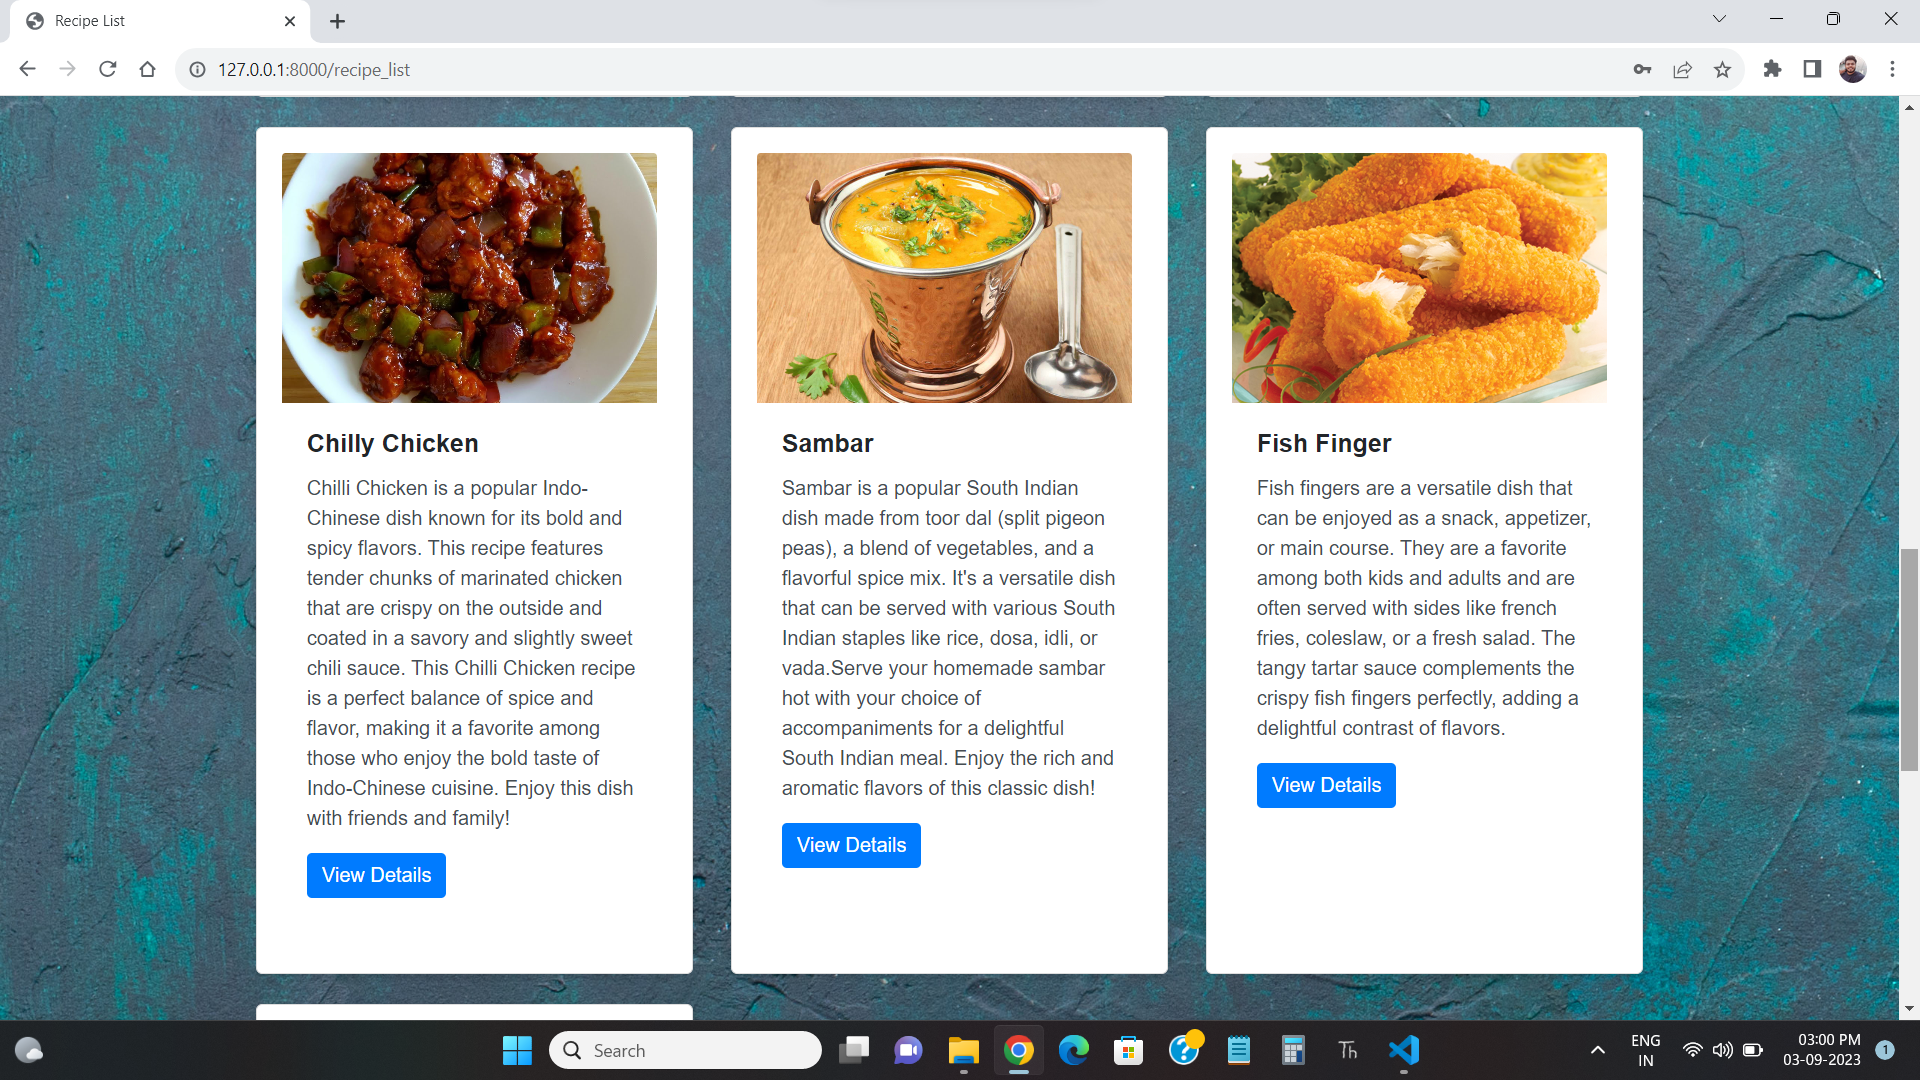 Recipe List
127.0.0.1:8000/recipe_list
Chilly Chicken
Chilli Chicken is a popular Indo-
Chinese dish known for its bold and
spicy flavors. This recipe features
tender chunks of marinated chicken
that are crispy on the outside and
coated in a savory and slightly sweet
chili sauce. This Chilli Chicken recipe
is a perfect balance of spice and
flavor, making it a favorite among
those who enjoy the bold taste of
Indo-Chinese cuisine. Enjoy this dish
with friends and family!
View Details
Sambar
Sambar is a popular South Indian
dish made from toor dal (split pigeon
peas), a blend of vegetables, and a
flavorful spice mix. It's a versatile dish
that can be served with various South
Indian staples like rice, dosa, idli, or
vada.Serve your homemade sambar
hot with your choice of
accompaniments for a delightful
South Indian meal. Enjoy the rich and
aromatic flavors of this classic dish!
View Details
Fish Finger
Fish fingers are a versatile dish that
can be enjoyed as a snack, appetizer,
or main course. They are a favorite
among both kids and adults and are
often served with sides like french
fries, coleslaw, or a fresh salad. The
tangy tartar sauce complements the
crispy fish fingers perfectly, adding a
delightful contrast of flavors.
View Details
Search
Th
ENG
IN
03:00 PM
03-09-2023
1